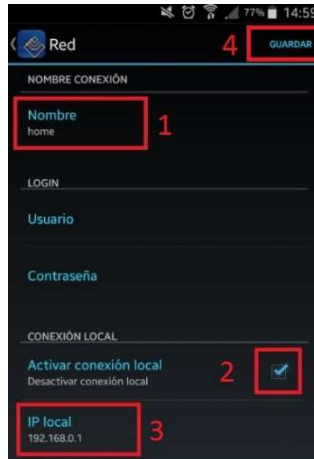 77% 14:59
Red
4
GUARDAR
NOMBRE CONEXIÓN
Nombre
home
1
LOGIN
Usuario
Contraseña
CONEXIÓN LOCAL
Activar conexión local
Desactivar conexión local
2
IP local
192.168.0.1
3